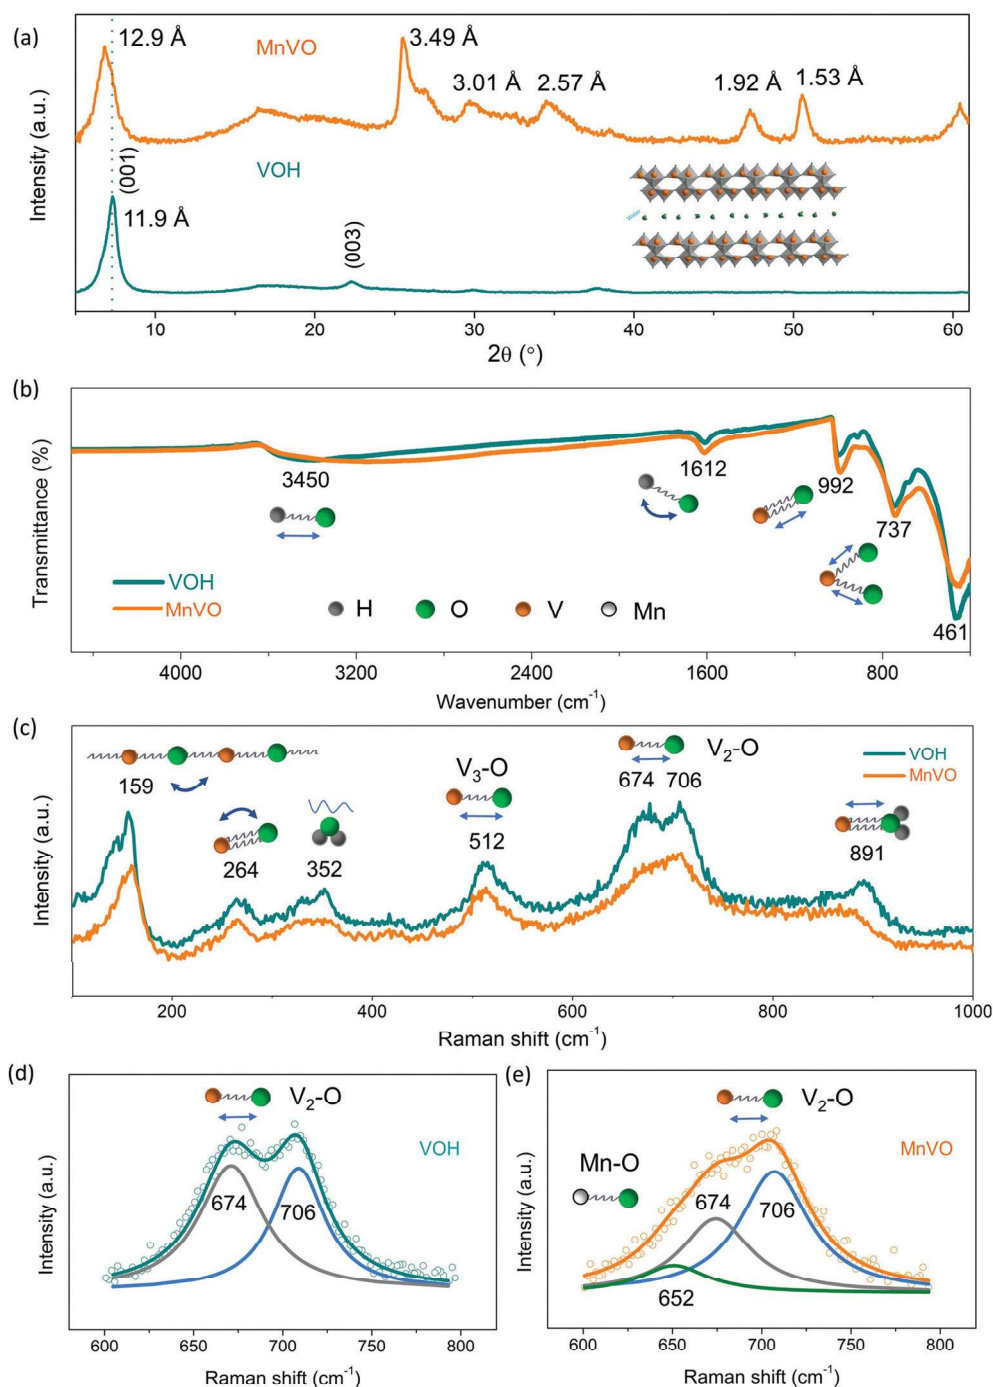 (a)
12.9 Å
MnVO
3.49 Å
3.01 Å
2.57 Å
1.92 Å
1.53 Å
VOH
(001)
11.9 Å
(003)
Water
Intensity (a.u.)
10 20 30 40 50 60
2θ (°)
(b)
Transmittance (%)
3450
1612
992
737
461
VOH
MnVO
H O V Mn
4000 3200 2400 1600 800
Wavenumber (cm⁻¹)
(c)
Intensity (a.u.)
159
264
352
V₃-O
512
V₂-O
674 706
891
VOH
MnVO
200 400 600 800 1000
Raman shift (cm⁻¹)
(d)
Intensity (a.u.)
V₂-O
VOH
674
706
600 650 700 750 800
Raman shift (cm⁻¹)
(e)
Intensity (a.u.)
V₂-O
MnVO
Mn-O
674
706
652
600 650 700 750 800
Raman shift (cm⁻¹)